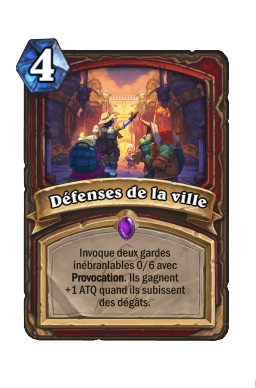 4
Défenses de la ville
Invoque deux gardes
inébranlables 0/6 avec
Provocation. Ils gagnent
+1 ATQ quand ils subissent
des dégâts.